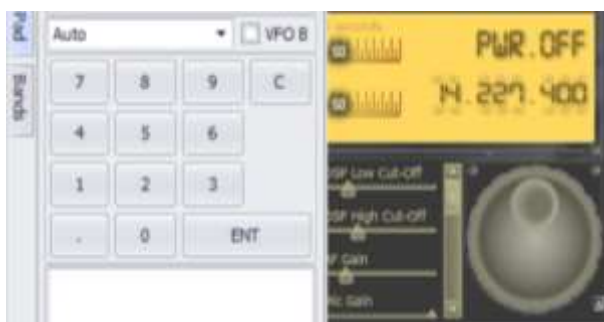 Pad
Bands
Auto
VFO B
7 8 9 C
4 5 6
1 2 3
. 0 ENT
PWR.OFF
14.227.400
DSP Low Cut-Off
DSP High Cut-Off
AF Gain
Mic Gain